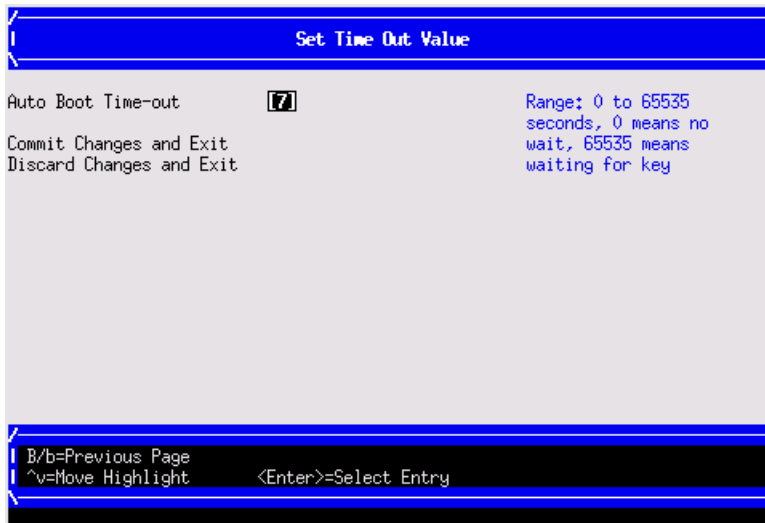 Set Time Out Value
Auto Boot Time-out [7] Range: 0 to 65535
seconds, 0 means no
Commit Changes and Exit wait, 65535 means
Discard Changes and Exit waiting for key
B/b=Previous Page
^v=Move Highlight <Enter>=Select Entry